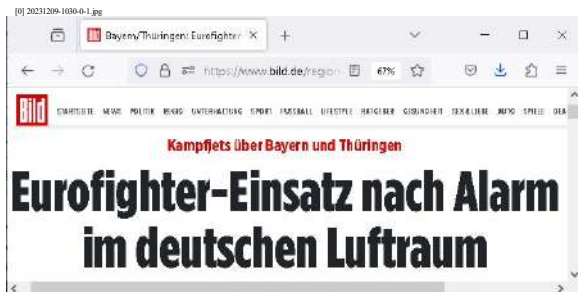 [0] 20231209-1030-0-1.jpg
Bayern/Thüringen: Eurofighter
https://www.bild.de/region 67%
Bild STARTSEITE NEWS POLITIK REGIO UNTERHALTUNG SPORT FUSSBALL LIFESTYLE RATGEBER GESUNDHEIT SEX & LIEBE AUTO SPIELE DEA
Kampfjets über Bayern und Thüringen
Eurofighter-Einsatz nach Alarm
im deutschen Luftraum